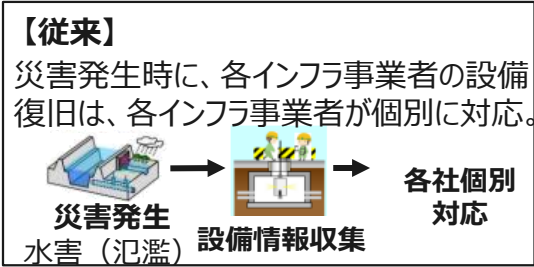 【従来】
災害発生時に、各インフラ事業者の設備
復旧は、各インフラ事業者が個別に対応。
災害発生
水害（氾濫）
設備情報収集
各社個別
対応